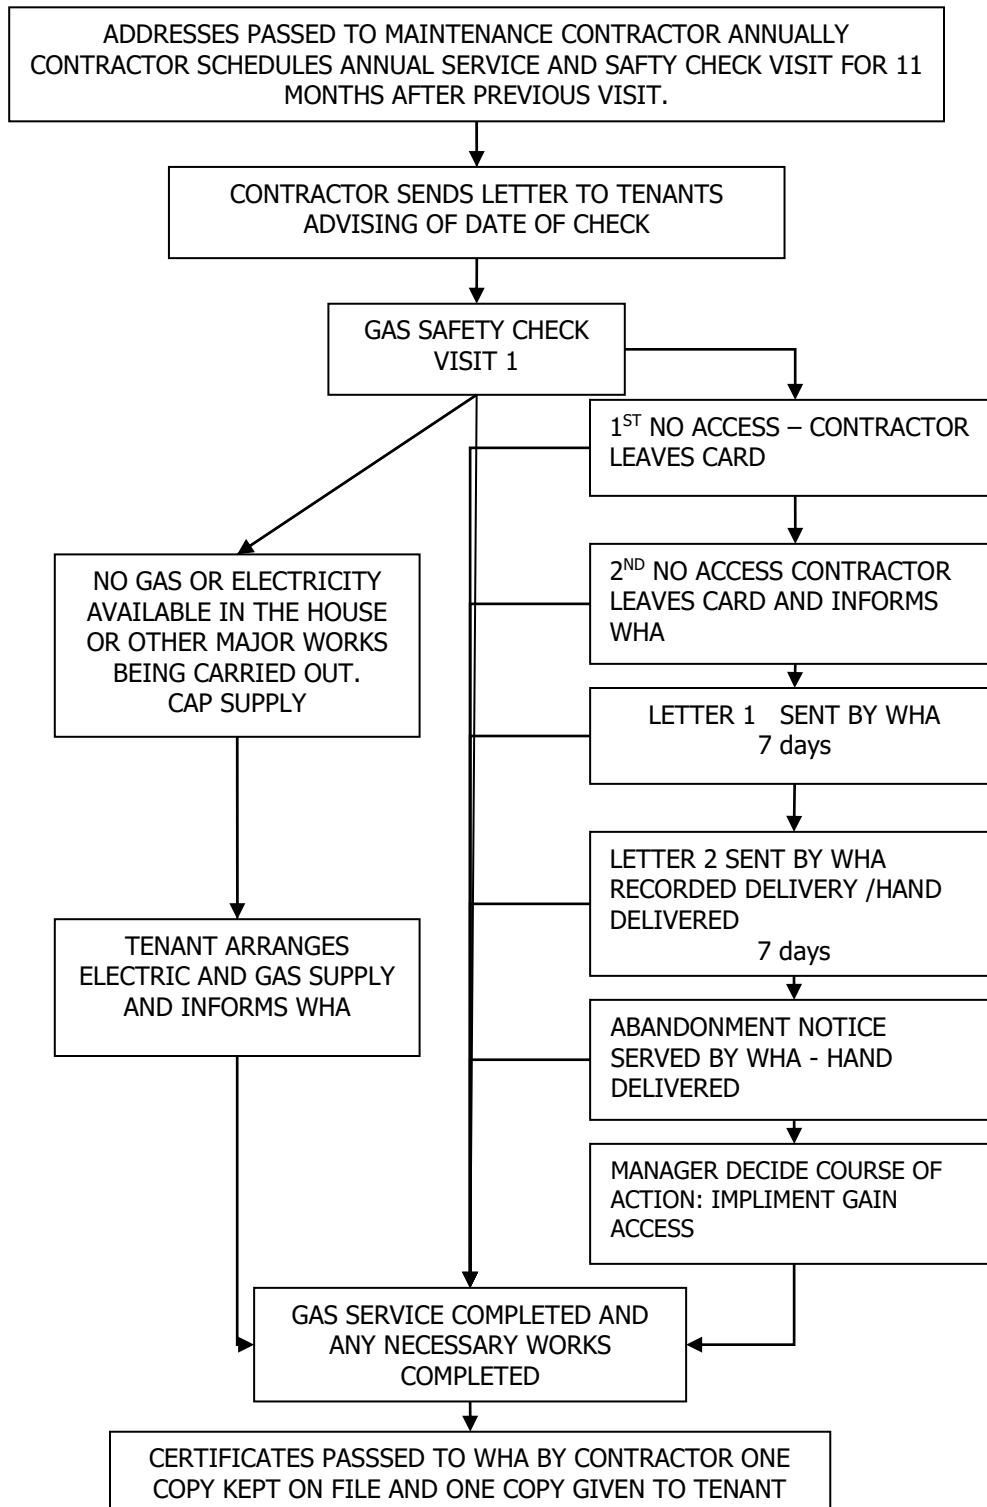 ADDRESSES PASSED TO MAINTENANCE CONTRACTOR ANNUALLY
CONTRACTOR SCHEDULES ANNUAL SERVICE AND SAFTY CHECK VISIT FOR 11
MONTHS AFTER PREVIOUS VISIT.
CONTRACTOR SENDS LETTER TO TENANTS
ADVISING OF DATE OF CHECK
GAS SAFETY CHECK
VISIT 1
1ST NO ACCESS – CONTRACTOR
LEAVES CARD
NO GAS OR ELECTRICITY
AVAILABLE IN THE HOUSE
OR OTHER MAJOR WORKS
BEING CARRIED OUT.
CAP SUPPLY
2ND NO ACCESS CONTRACTOR
LEAVES CARD AND INFORMS
WHA
LETTER 1 SENT BY WHA
7 days
LETTER 2 SENT BY WHA
RECORDED DELIVERY /HAND
DELIVERED
7 days
TENANT ARRANGES
ELECTRIC AND GAS SUPPLY
AND INFORMS WHA
ABANDONMENT NOTICE
SERVED BY WHA - HAND
DELIVERED
MANAGER DECIDE COURSE OF
ACTION: IMPLIMENT GAIN
ACCESS
GAS SERVICE COMPLETED AND
ANY NECESSARY WORKS
COMPLETED
CERTIFICATES PASSSED TO WHA BY CONTRACTOR ONE
COPY KEPT ON FILE AND ONE COPY GIVEN TO TENANT